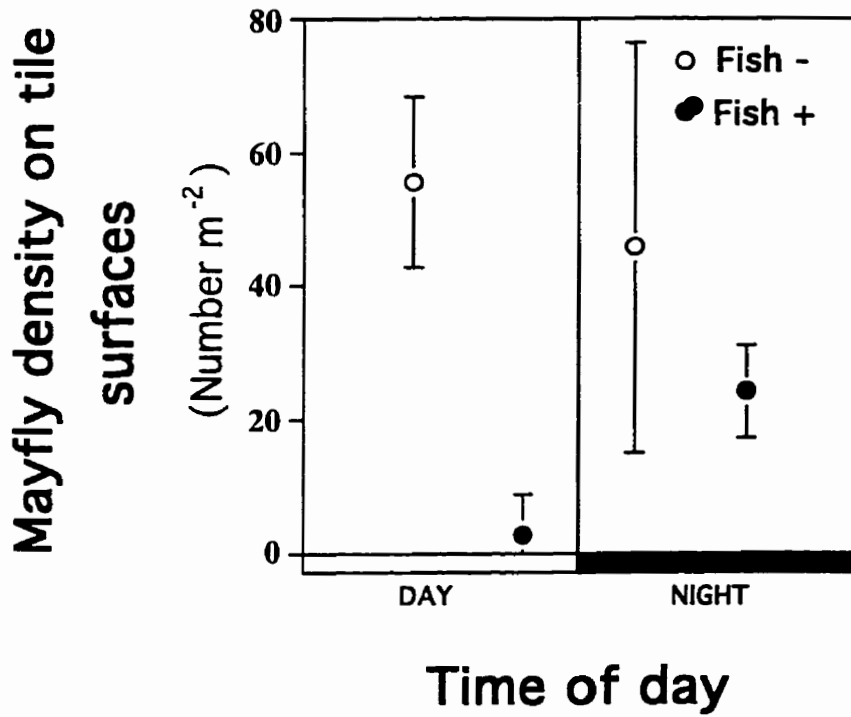 Mayfly density on tile
surfaces
(Number m⁻²)
80
60
40
20
0
Fish -
Fish +
DAY
NIGHT
Time of day